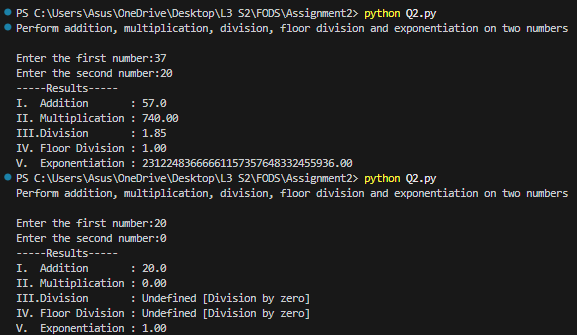 PS C:\Users\Asus\OneDrive\Desktop\L3 S2\FODS\Assignment2> python Q2.py
Perform addition, multiplication, division, floor division and exponentiation on two numbers
Enter the first number:37
Enter the second number:20
-----Results-----
I.  Addition       : 57.0
II. Multiplication : 740.00
III.Division       : 1.85
IV. Floor Division : 1.00
V.  Exponentiation : 23122483666661157357648332455936.00
PS C:\Users\Asus\OneDrive\Desktop\L3 S2\FODS\Assignment2> python Q2.py
Perform addition, multiplication, division, floor division and exponentiation on two numbers
Enter the first number:20
Enter the second number:0
-----Results-----
I.  Addition       : 20.0
II. Multiplication : 0.00
III.Division       : Undefined [Division by zero]
IV. Floor Division : Undefined [Division by zero]
V.  Exponentiation : 1.00